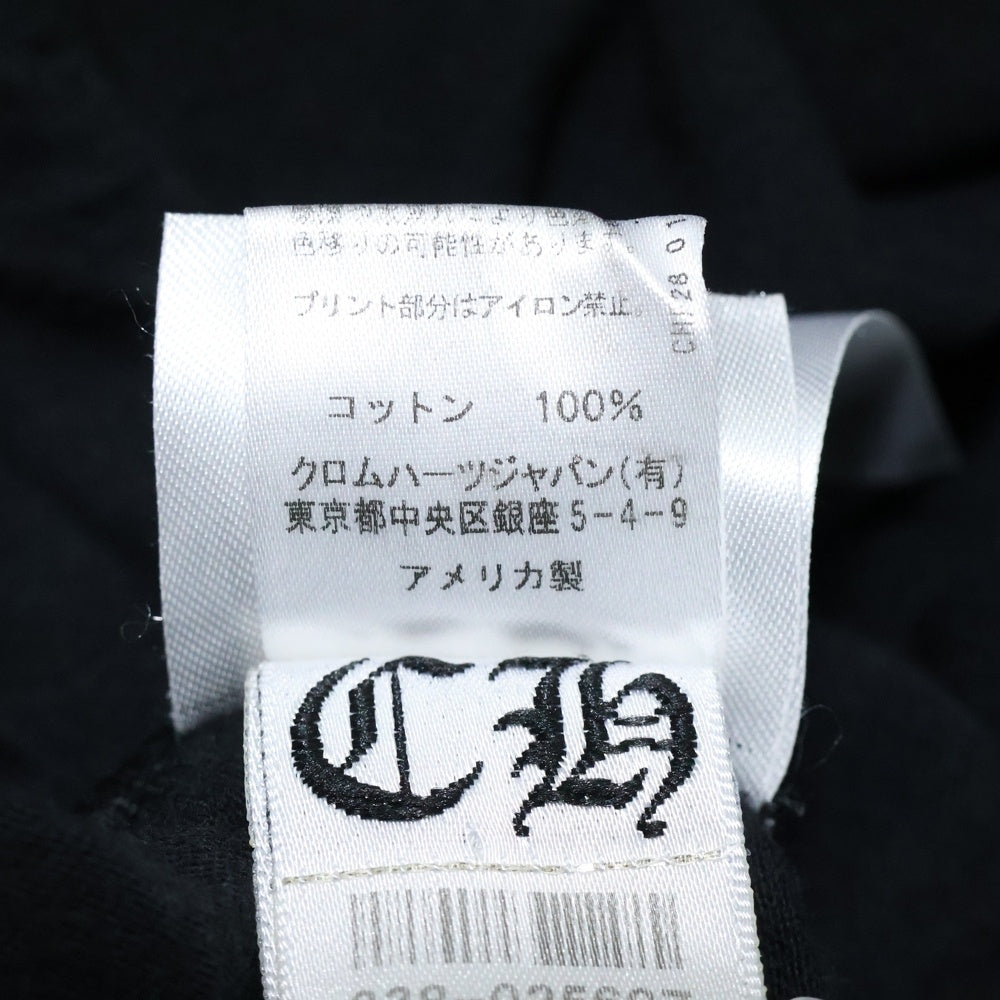 色移りの可能性があります。
プリント部分はアイロン禁止。
コットン 100%
クロムハーツジャパン(有)
東京都中央区銀座5-4-9
アメリカ製
CH